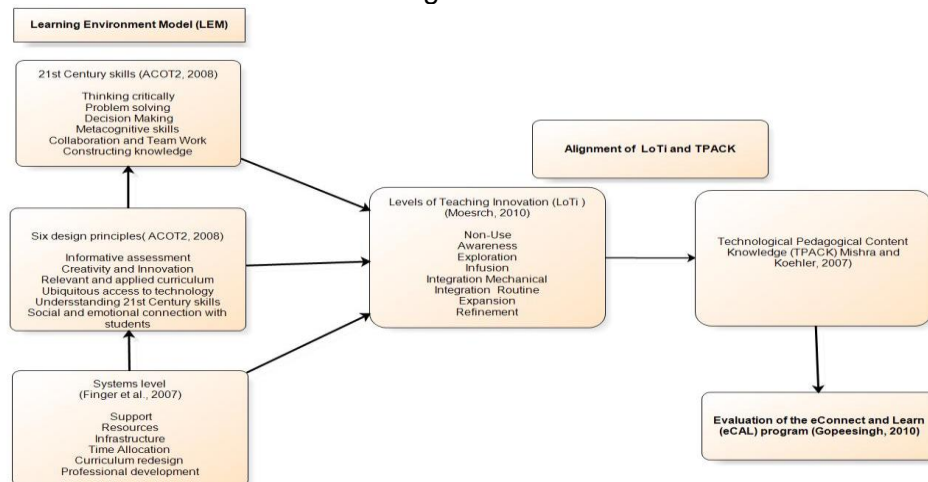 Learning Environment Model (LEM)
21st Century skills (ACOT2, 2008)
Thinking critically
Problem solving
Decision Making
Metacognitive skills
Collaboration and Team Work
Constructing knowledge
Six design principles( ACOT2, 2008)
Informative assessment
Creativity and Innovation
Relevant and applied curriculum
Ubiquitous access to technology
Undersstanding 21st Century skills
Social and emotional connection with
students
Systems level
(Finger et al., 2007)
Support
Resources
Infrastructure
Time Allocation
Curriculum redesign
Professional development
Levels of Teaching Innovation (LoTi )
(Moesrch, 2010)
Non-Use
Awareness
Exploration
Infusion
Integration Mechanical
Integration Routine
Expansion
Refinement
Alignment of LoTi and TPACK
Technological Pedagogical Content
Knowledge (TPACK) Mishra and
Koehler, 2007)
Evaluation of the eConnect and Learn
(eCAL) program (Gopeesingh, 2010)